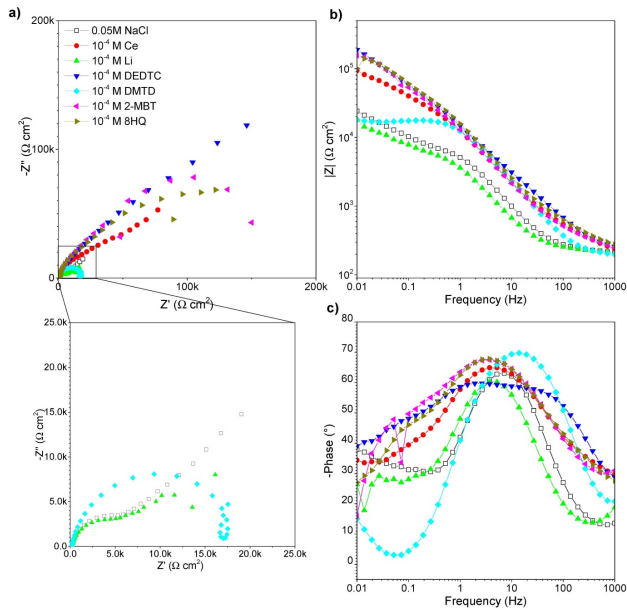 a)
200k
100k
0
0
100k
200k
-Z'' (Ω cm²)
Z' (Ω cm²)
0.05M NaCl
10⁻⁴ M Ce
10⁻⁴ M Li
10⁻⁴ M DEDTC
10⁻⁴ M DMTD
10⁻⁴ M 2-MBT
10⁻⁴ M 8HQ
b)
|Z| (Ω cm²)
10⁵
10⁴
10³
10²
0.01
0.1
1
10
100
1000
Frequency (Hz)
25.0k
20.0k
15.0k
10.0k
5.0k
0.0
0.0
5.0k
10.0k
15.0k
20.0k
25.0k
-Z'' (Ω cm²)
Z' (Ω cm²)
c)
-Phase (°)
80
70
60
50
40
30
20
10
0
0.01
0.1
1
10
100
1000
Frequency (Hz)